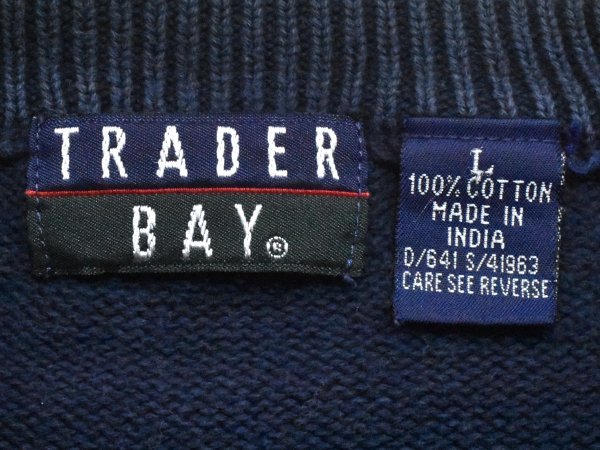 TRADER
BAY®
L
100% COTTON
MADE IN
INDIA
D/641 S/41963
CARE SEE REVERSE